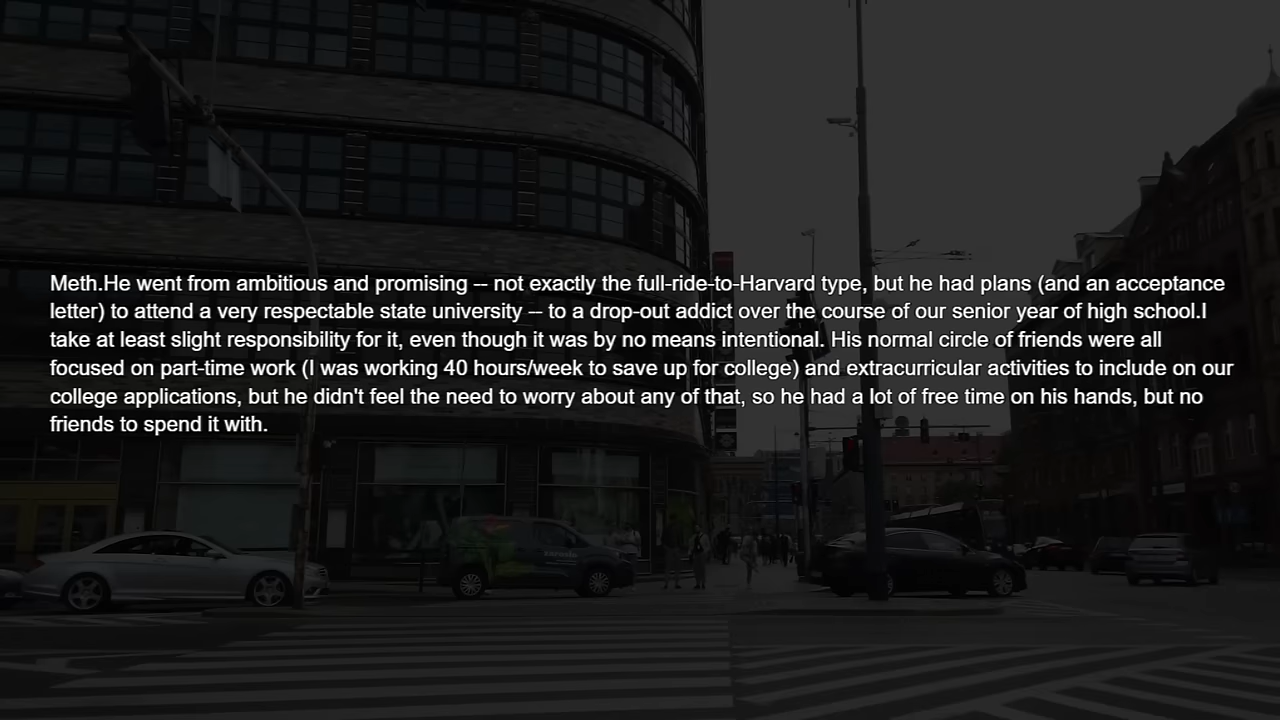 Meth.He went from ambitious and promising -- not exactly the full-ride-to-Harvard type, but he had plans (and an acceptance
letter) to attend a very respectable state university -- to a drop-out addict over the course of our senior year of high school.I
take at least slight responsibility for it, even though it was by no means intentional. His normal circle of friends were all
focused on part-time work (I was working 40 hours/week to save up for college) and extracurricular activities to include on our
college applications, but he didn't feel the need to worry about any of that, so he had a lot of free time on his hands, but no
friends to spend it with.